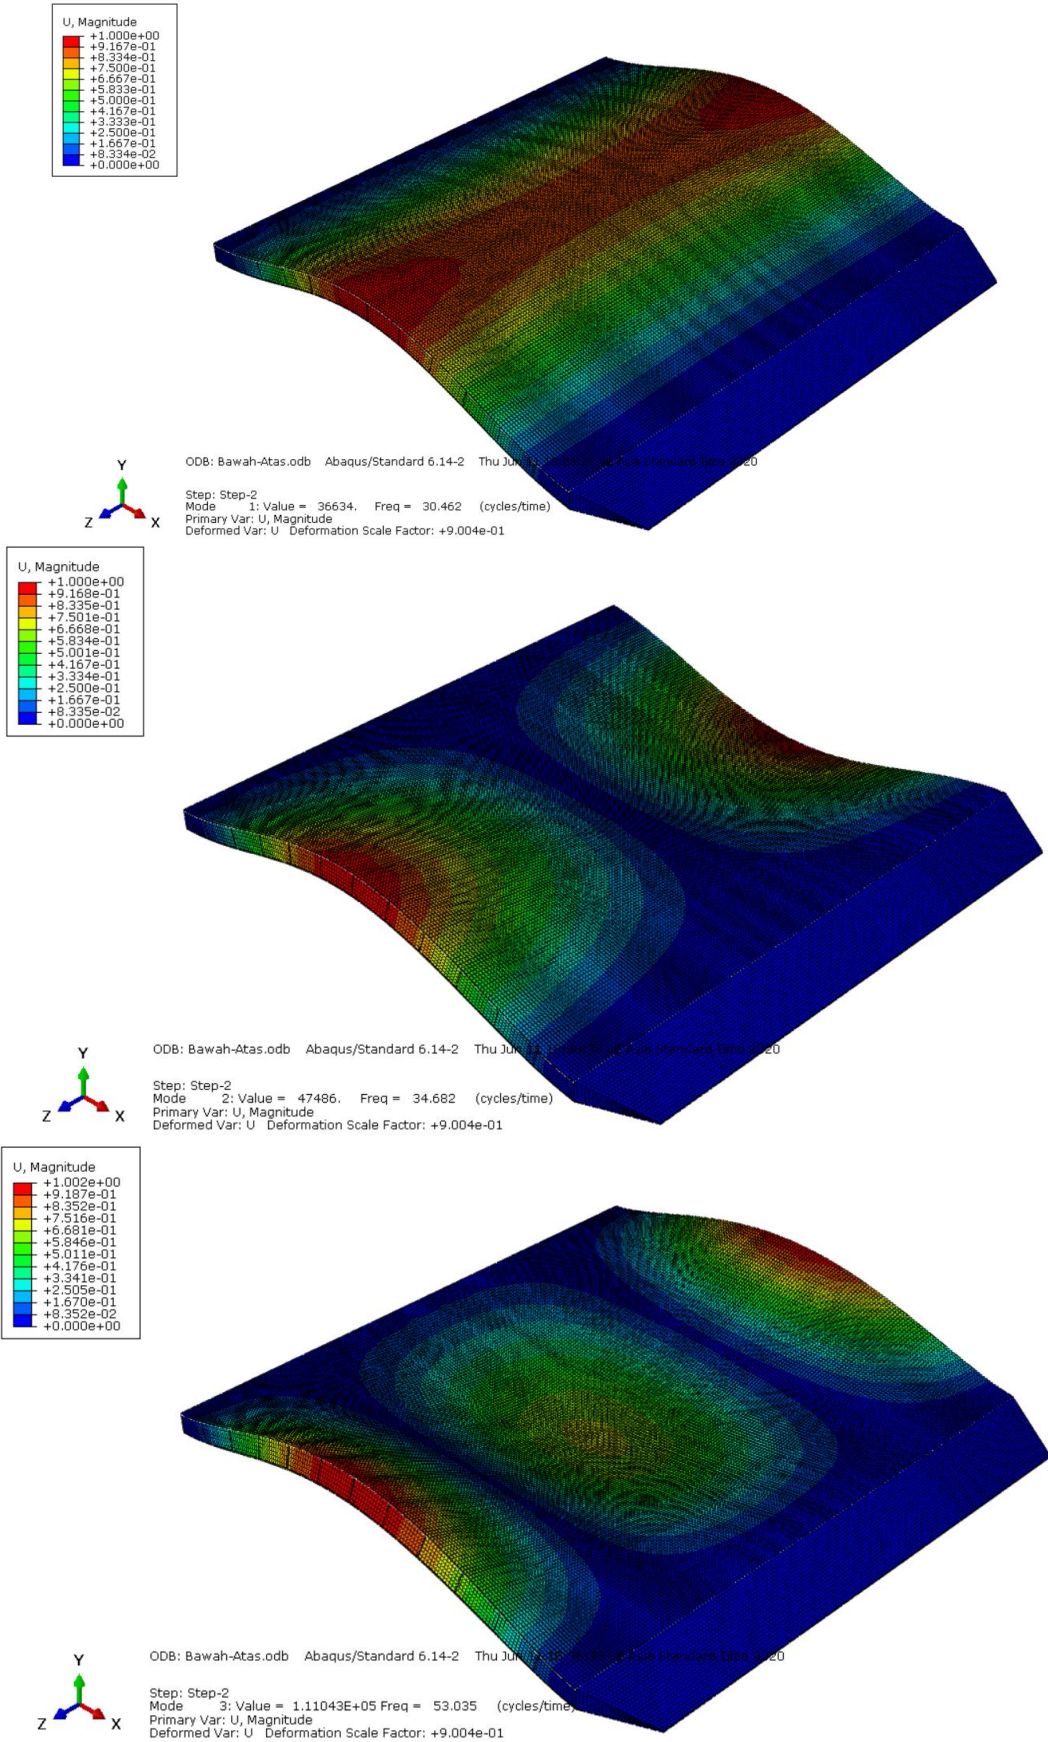 U, Magnitude
+1.000e+00
+9.167e-01
+8.334e-01
+7.500e-01
+6.667e-01
+5.833e-01
+5.000e-01
+4.167e-01
+3.333e-01
+2.500e-01
+1.667e-01
+8.334e-02
+0.000e+00
Y
Z X
ODB: Bawah-Atas.odb Abaqus/Standard 6.14-2 Thu Jun
Step: Step-2
Mode 1: Value = 36634. Freq = 30.462 (cycles/time)
Primary Var: U, Magnitude
Deformed Var: U Deformation Scale Factor: +9.004e-01
U, Magnitude
+1.000e+00
+9.168e-01
+8.335e-01
+7.501e-01
+6.668e-01
+5.834e-01
+5.001e-01
+4.167e-01
+3.334e-01
+2.500e-01
+1.667e-01
+8.335e-02
+0.000e+00
Y
Z X
ODB: Bawah-Atas.odb Abaqus/Standard 6.14-2 Thu Jun
Step: Step-2
Mode 2: Value = 47486. Freq = 34.682 (cycles/time)
Primary Var: U, Magnitude
Deformed Var: U Deformation Scale Factor: +9.004e-01
U, Magnitude
+1.002e+00
+9.187e-01
+8.352e-01
+7.516e-01
+6.681e-01
+5.846e-01
+5.011e-01
+4.176e-01
+3.341e-01
+2.505e-01
+1.670e-01
+8.352e-02
+0.000e+00
Y
Z X
ODB: Bawah-Atas.odb Abaqus/Standard 6.14-2 Thu Jun
Step: Step-2
Mode 3: Value = 1.11043E+05 Freq = 53.035 (cycles/time)
Primary Var: U, Magnitude
Deformed Var: U Deformation Scale Factor: +9.004e-01